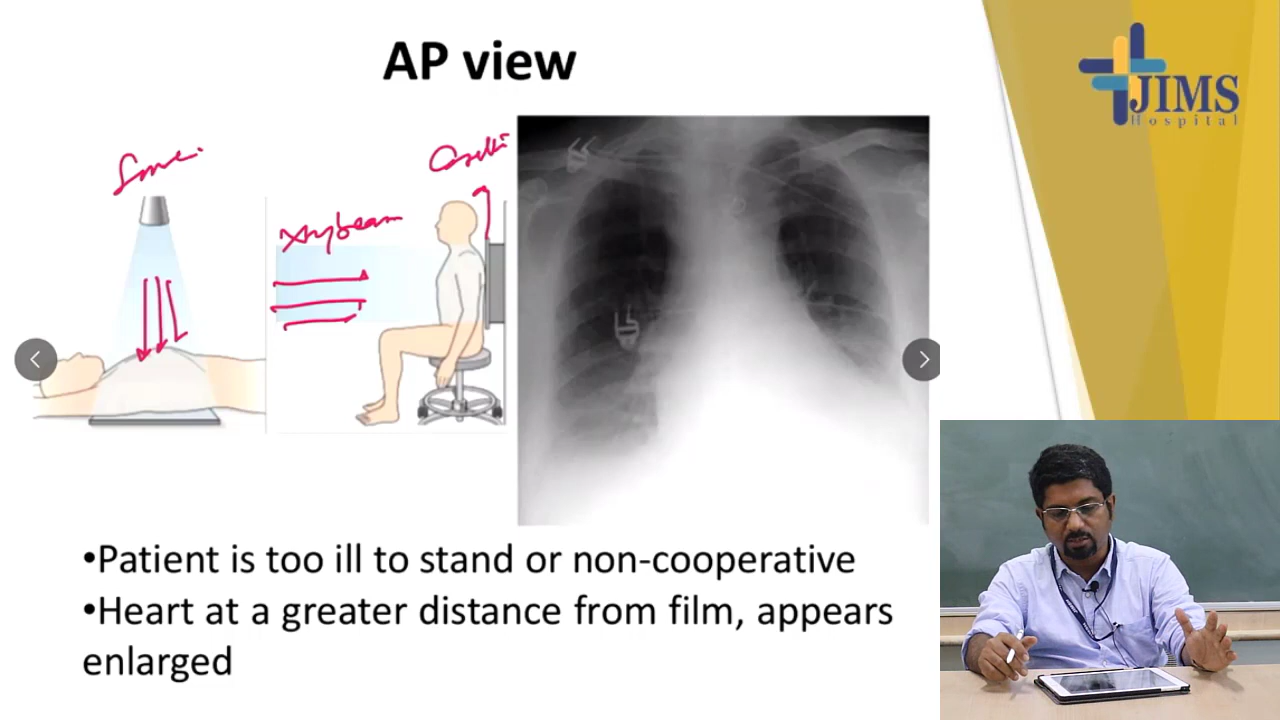 AP view
JIMS
Hospital
X ray beam
•Patient is too ill to stand or non-cooperative
•Heart at a greater distance from film, appears
enlarged